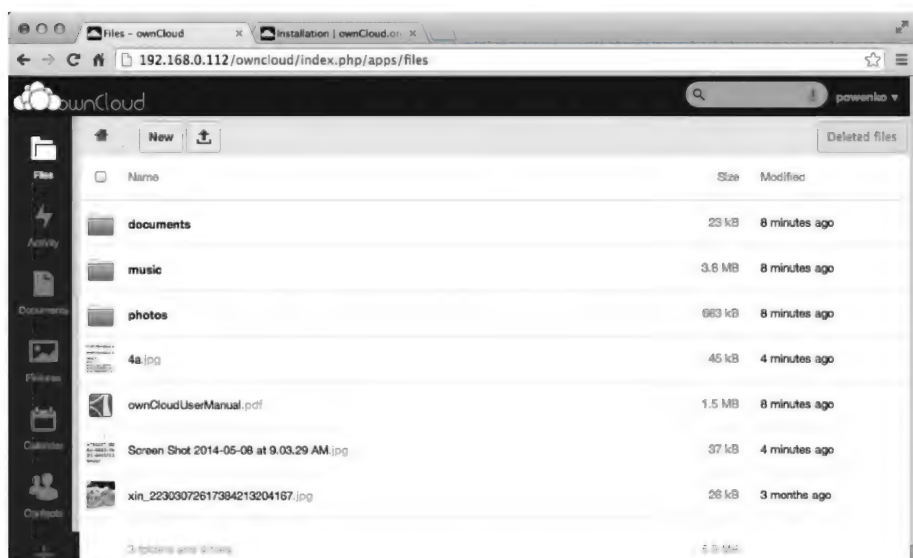 Files - ownCloud × Installation | ownCloud.or ×
192.168.0.112/owncloud/index.php/apps/files
ownCloud powenko
New Deleted files
Files
Name Size Modified
documents 23 kB 8 minutes ago
Activity
music 3.8 MB 8 minutes ago
Documents
photos 663 kB 8 minutes ago
4a.jpg 45 kB 4 minutes ago
Pictures
ownCloudUserManual.pdf 1.5 MB 8 minutes ago
Calendar
Screen Shot 2014-05-08 at 9.03.29 AM.jpg 37 kB 4 minutes ago
xin_22303072617384213204167.jpg 26 kB 3 months ago
Contacts
3 folders and